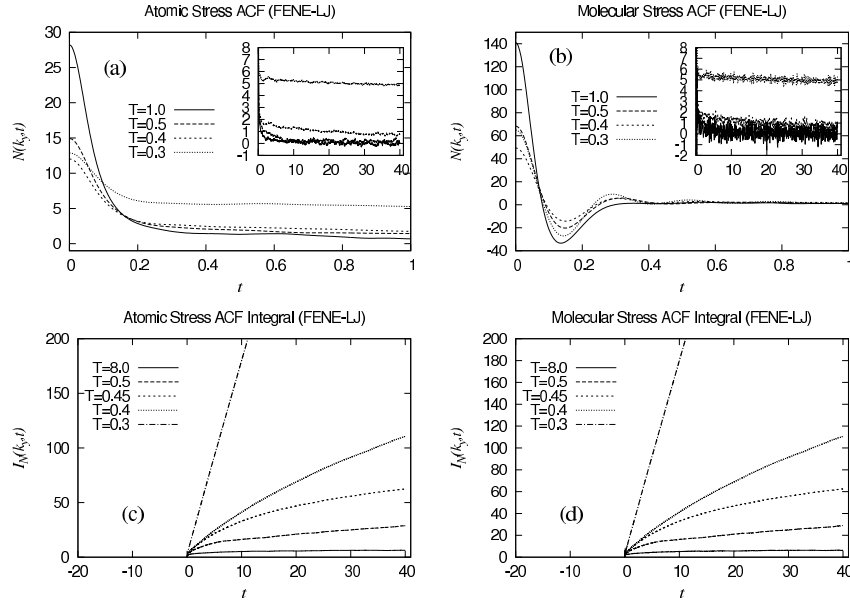 Atomic Stress ACF (FENE-LJ)
30
25
20
15
10
5
0
N(k_y,t)
(a)
T=1.0
T=0.5
T=0.4
T=0.3
8
7
6
5
4
3
2
1
0
-1
0 10 20 30 40
0 0.2 0.4 0.6 0.8 1
t
Molecular Stress ACF (FENE-LJ)
140
120
100
80
60
40
20
0
-20
-40
N(k_y,t)
(b)
T=1.0
T=0.5
T=0.4
T=0.3
8
7
6
5
4
3
2
1
0
-1
-2
0 10 20 30 40
0 0.2 0.4 0.6 0.8 1
t
Atomic Stress ACF Integral (FENE-LJ)
200
150
100
50
0
I_N(k_y,t)
T=8.0
T=0.5
T=0.45
T=0.4
T=0.3
(c)
-20 -10 0 10 20 30 40
t
Molecular Stress ACF Integral (FENE-LJ)
200
180
160
140
120
100
80
60
40
20
0
I_N(k_y,t)
T=8.0
T=0.5
T=0.45
T=0.4
T=0.3
(d)
-20 -10 0 10 20 30 40
t